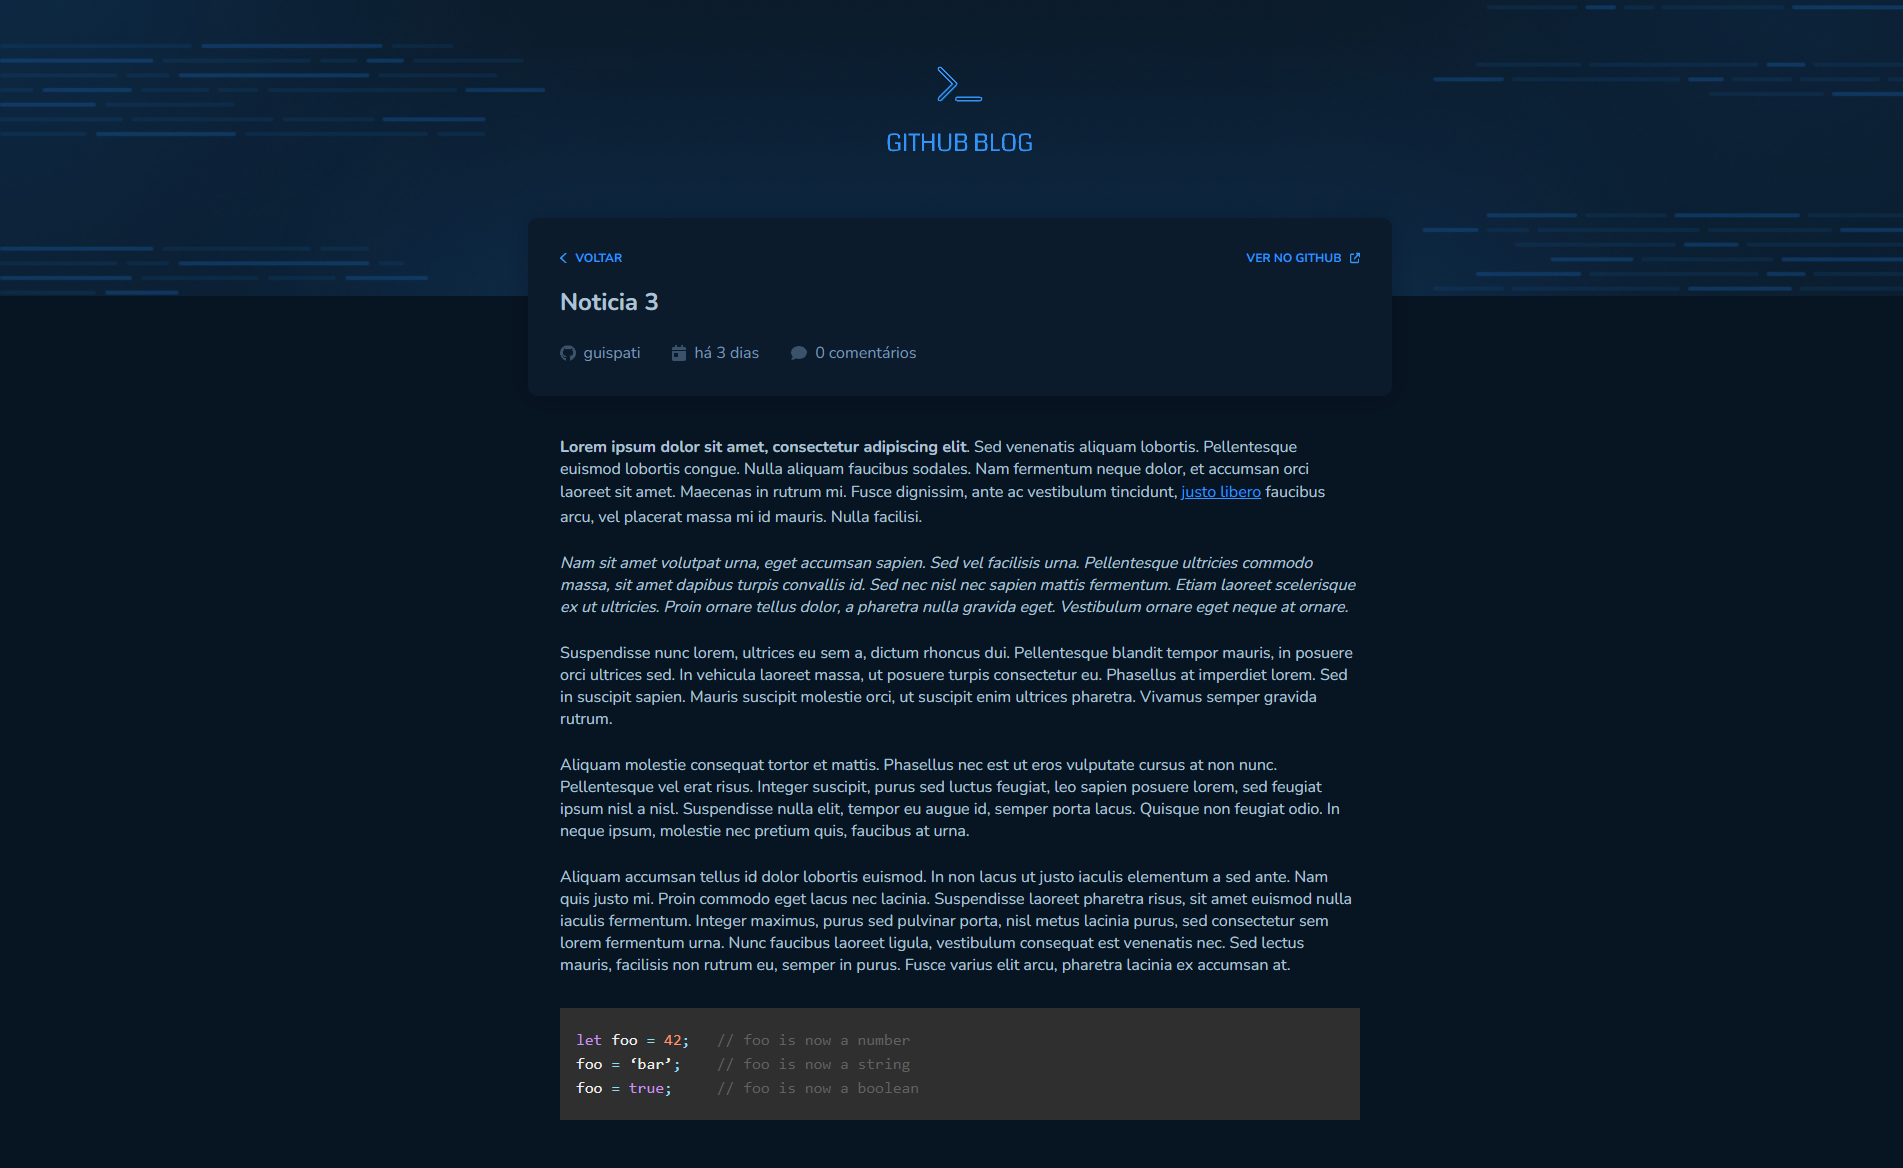 GITHUB BLOG
VOLTAR
VER NO GITHUB
Noticia 3
guispati há 3 dias 0 comentários
Lorem ipsum dolor sit amet, consectetur adipiscing elit. Sed venenatis aliquam lobortis. Pellentesque
euismod lobortis congue. Nulla aliquam faucibus sodales. Nam fermentum neque dolor, et accumsan orci
laoreet sit amet. Maecenas in rutrum mi. Fusce dignissim, ante ac vestibulum tincidunt, justo libero faucibus
arcu, vel placerat massa mi id mauris. Nulla facilisi.
Nam sit amet volutpat urna, eget accumsan sapien. Sed vel facilisis urna. Pellentesque ultricies commodo
massa, sit amet dapibus turpis convallis id. Sed nec nisl nec sapien mattis fermentum. Etiam laoreet scelerisque
ex ut ultricies. Proin ornare tellus dolor, a pharetra nulla gravida eget. Vestibulum ornare eget neque at ornare.
Suspendisse nunc lorem, ultrices eu sem a, dictum rhoncus dui. Pellentesque blandit tempor mauris, in posuere
orci ultrices sed. In vehicula laoreet massa, ut posuere turpis consectetur eu. Phasellus at imperdiet lorem. Sed
in suscipit sapien. Mauris suscipit molestie orci, ut suscipit enim ultrices pharetra. Vivamus semper gravida
rutrum.
Aliquam molestie consequat tortor et mattis. Phasellus nec est ut eros vulputate cursus at non nunc.
Pellentesque vel erat risus. Integer suscipit, purus sed luctus feugiat, leo sapien posuere lorem, sed feugiat
ipsum nisl a nisl. Suspendisse nulla elit, tempor eu augue id, semper porta lacus. Quisque non feugiat odio. In
neque ipsum, molestie nec pretium quis, faucibus at urna.
Aliquam accumsan tellus id dolor lobortis euismod. In non lacus ut justo iaculis elementum a sed ante. Nam
quis justo mi. Proin commodo eget lacus nec lacinia. Suspendisse laoreet pharetra risus, sit amet euismod nulla
iaculis fermentum. Integer maximus, purus sed pulvinar porta, nisl metus lacinia purus, sed consectetur sem
lorem fermentum urna. Nunc faucibus laoreet ligula, vestibulum consequat est venenatis nec. Sed lectus
mauris, facilisis non rutrum eu, semper in purus. Fusce varius elit arcu, pharetra lacinia ex accumsan at.
let foo = 42;   // foo is now a number
foo = ‘bar’;    // foo is now a string
foo = true;     // foo is now a boolean